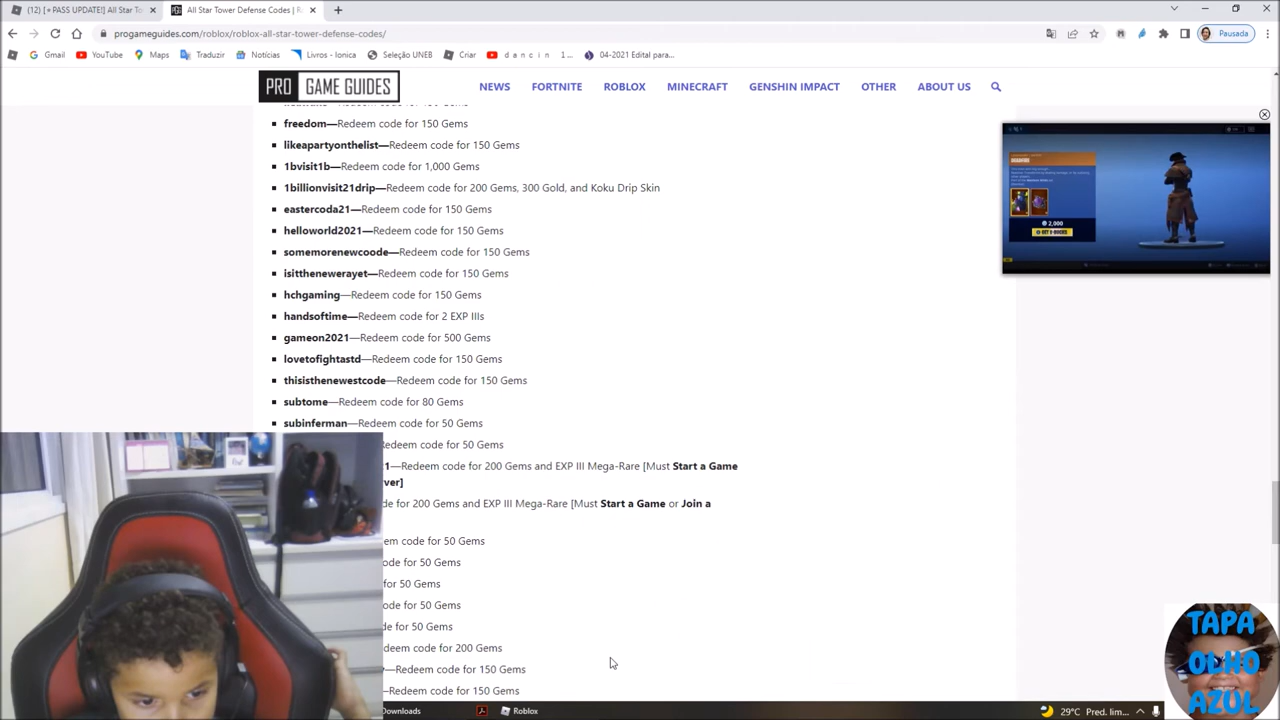 (12) [+PASS UPDATE!] All Star To
All Star Tower Defense Codes | R
progameguides.com/roblox/roblox-all-star-tower-defense-codes/
Pausada
Gmail
YouTube
Maps
Traduzir
Notícias
Livros - Ionica
Seleção UNEB
Criar
d a n c i n
04-2021 Edital para...
PRO GAME GUIDES
NEWS
FORTNITE
ROBLOX
MINECRAFT
GENSHIN IMPACT
OTHER
ABOUT US
freedom—Redeem code for 150 Gems
likeapartyonthelist—Redeem code for 150 Gems
1bvisit1b—Redeem code for 1,000 Gems
1billionvisit21drip—Redeem code for 200 Gems, 300 Gold, and Koku Drip Skin
eastercoda21—Redeem code for 150 Gems
helloworld2021—Redeem code for 150 Gems
somemorenewcoode—Redeem code for 150 Gems
isitthenewerayet—Redeem code for 150 Gems
hchgaming—Redeem code for 150 Gems
handsoftime—Redeem code for 2 EXP IIIs
gameon2021—Redeem code for 500 Gems
lovetofightastd—Redeem code for 150 Gems
thisisthenewestcode—Redeem code for 150 Gems
subtome—Redeem code for 80 Gems
subinferman—Redeem code for 50 Gems
Redeem code for 50 Gems
1—Redeem code for 200 Gems and EXP III Mega-Rare [Must Start a Game
ver]
de for 200 Gems and EXP III Mega-Rare [Must Start a Game or Join a
em code for 50 Gems
ode for 50 Gems
for 50 Gems
ode for 50 Gems
de for 50 Gems
deem code for 200 Gems
—Redeem code for 150 Gems
—Redeem code for 150 Gems
2,000
TAPA
OLHO
AZUL
Downloads
Roblox
29°C Pred. lim...